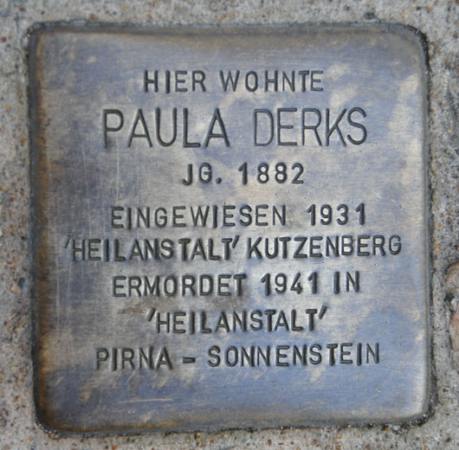 HIER WOHNTE
PAULA DERKS
JG. 1882
EINGEWIESEN 1931
'HEILANSTALT' KUTZENBERG
ERMORDET 1941 IN
'HEILANSTALT'
PIRNA - SONNENSTEIN